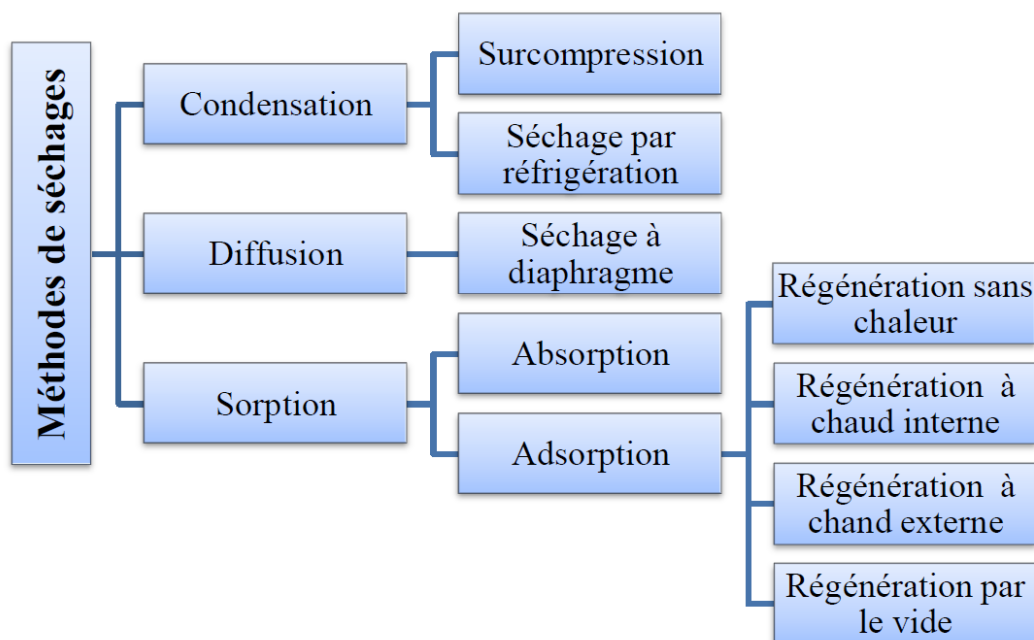 Méthodes de séchages
Condensation
Surcompression
Séchage par
réfrigération
Diffusion
Séchage à
diaphragme
Sorption
Absorption
Adsorption
Régénération sans
chaleur
Régénération à
chaud interne
Régénération à
chand externe
Régénération par
le vide